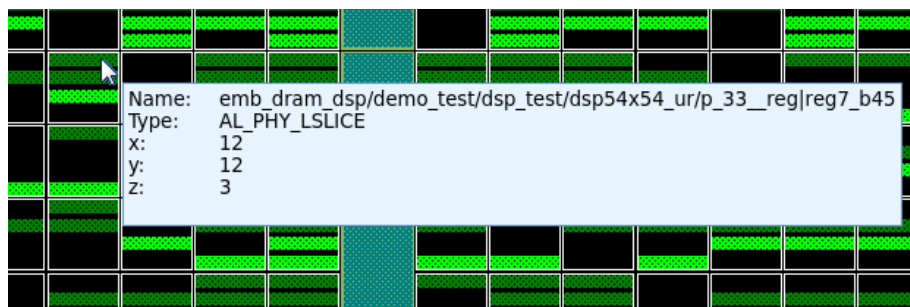 Name: emb_dram_dsp/demo_test/dsp_test/dsp54x54_ur/p_33__reg|reg7_b45
Type: AL_PHY_LSLICE
x: 12
y: 12
z: 3